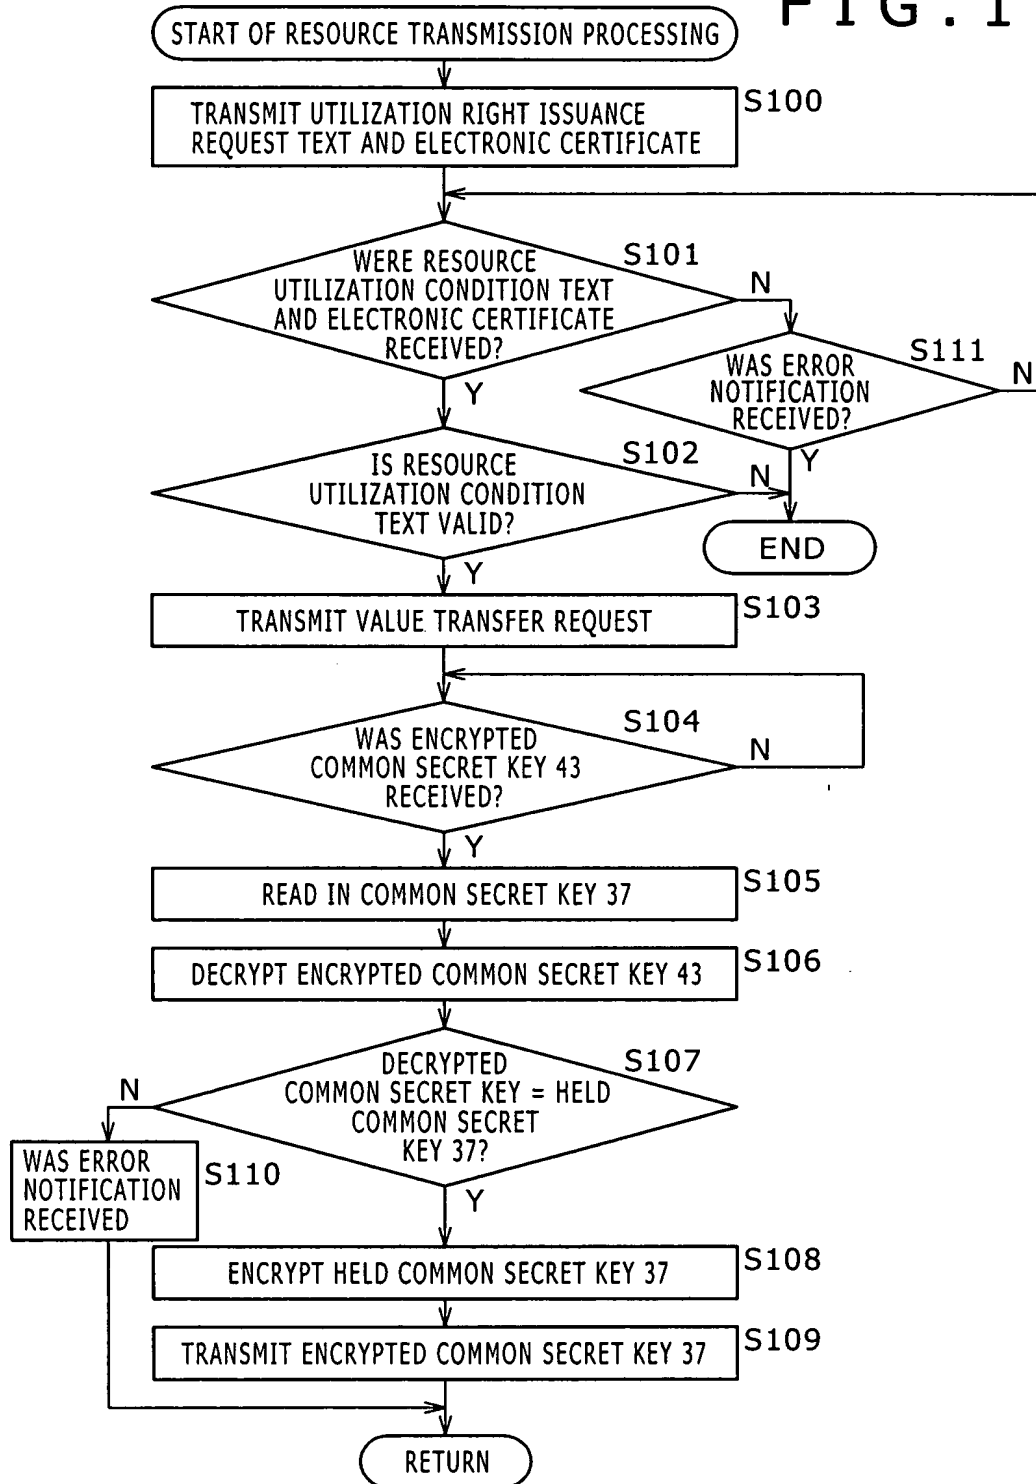 FIG.1
START OF RESOURCE TRANSMISSION PROCESSING
S100
TRANSMIT UTILIZATION RIGHT ISSUANCE
REQUEST TEXT AND ELECTRONIC CERTIFICATE
S101
WERE RESOURCE
UTILIZATION CONDITION TEXT
AND ELECTRONIC CERTIFICATE
RECEIVED?
N
Y
S111
WAS ERROR
NOTIFICATION
RECEIVED?
N
Y
S102
IS RESOURCE
UTILIZATION CONDITION
TEXT VALID?
N
Y
END
S103
TRANSMIT VALUE TRANSFER REQUEST
S104
WAS ENCRYPTED
COMMON SECRET KEY 43
RECEIVED?
N
Y
S105
READ IN COMMON SECRET KEY 37
S106
DECRYPT ENCRYPTED COMMON SECRET KEY 43
S107
DECRYPTED
COMMON SECRET KEY = HELD
COMMON SECRET
KEY 37?
N
Y
S110
WAS ERROR
NOTIFICATION
RECEIVED
S108
ENCRYPT HELD COMMON SECRET KEY 37
S109
TRANSMIT ENCRYPTED COMMON SECRET KEY 37
RETURN